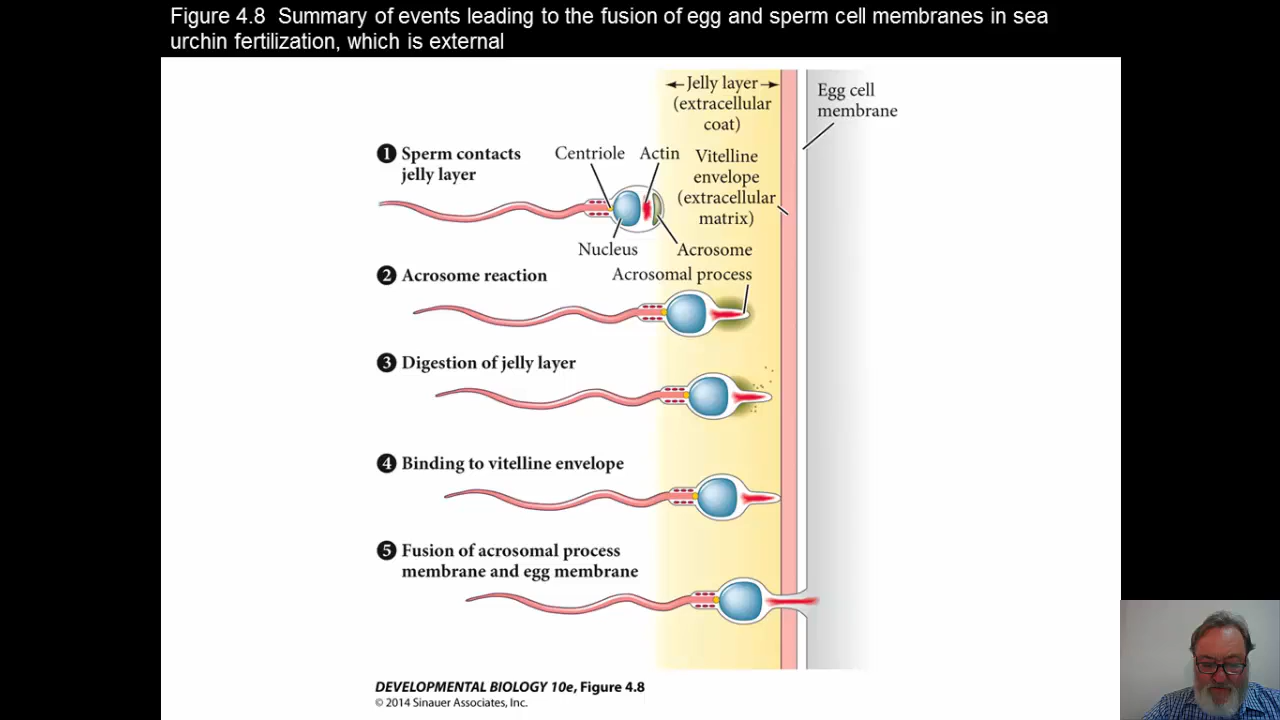 Figure 4.8 Summary of events leading to the fusion of egg and sperm cell membranes in sea
urchin fertilization, which is external
Jelly layer
(extracellular
coat)
Egg cell
membrane
1 Sperm contacts
jelly layer
Centriole
Actin
Vitelline
envelope
(extracellular
matrix)
Nucleus
Acrosome
2 Acrosome reaction
Acrosomal process
3 Digestion of jelly layer
4 Binding to vitelline envelope
5 Fusion of acrosomal process
membrane and egg membrane
DEVELOPMENTAL BIOLOGY 10e, Figure 4.8
© 2014 Sinauer Associates, Inc.